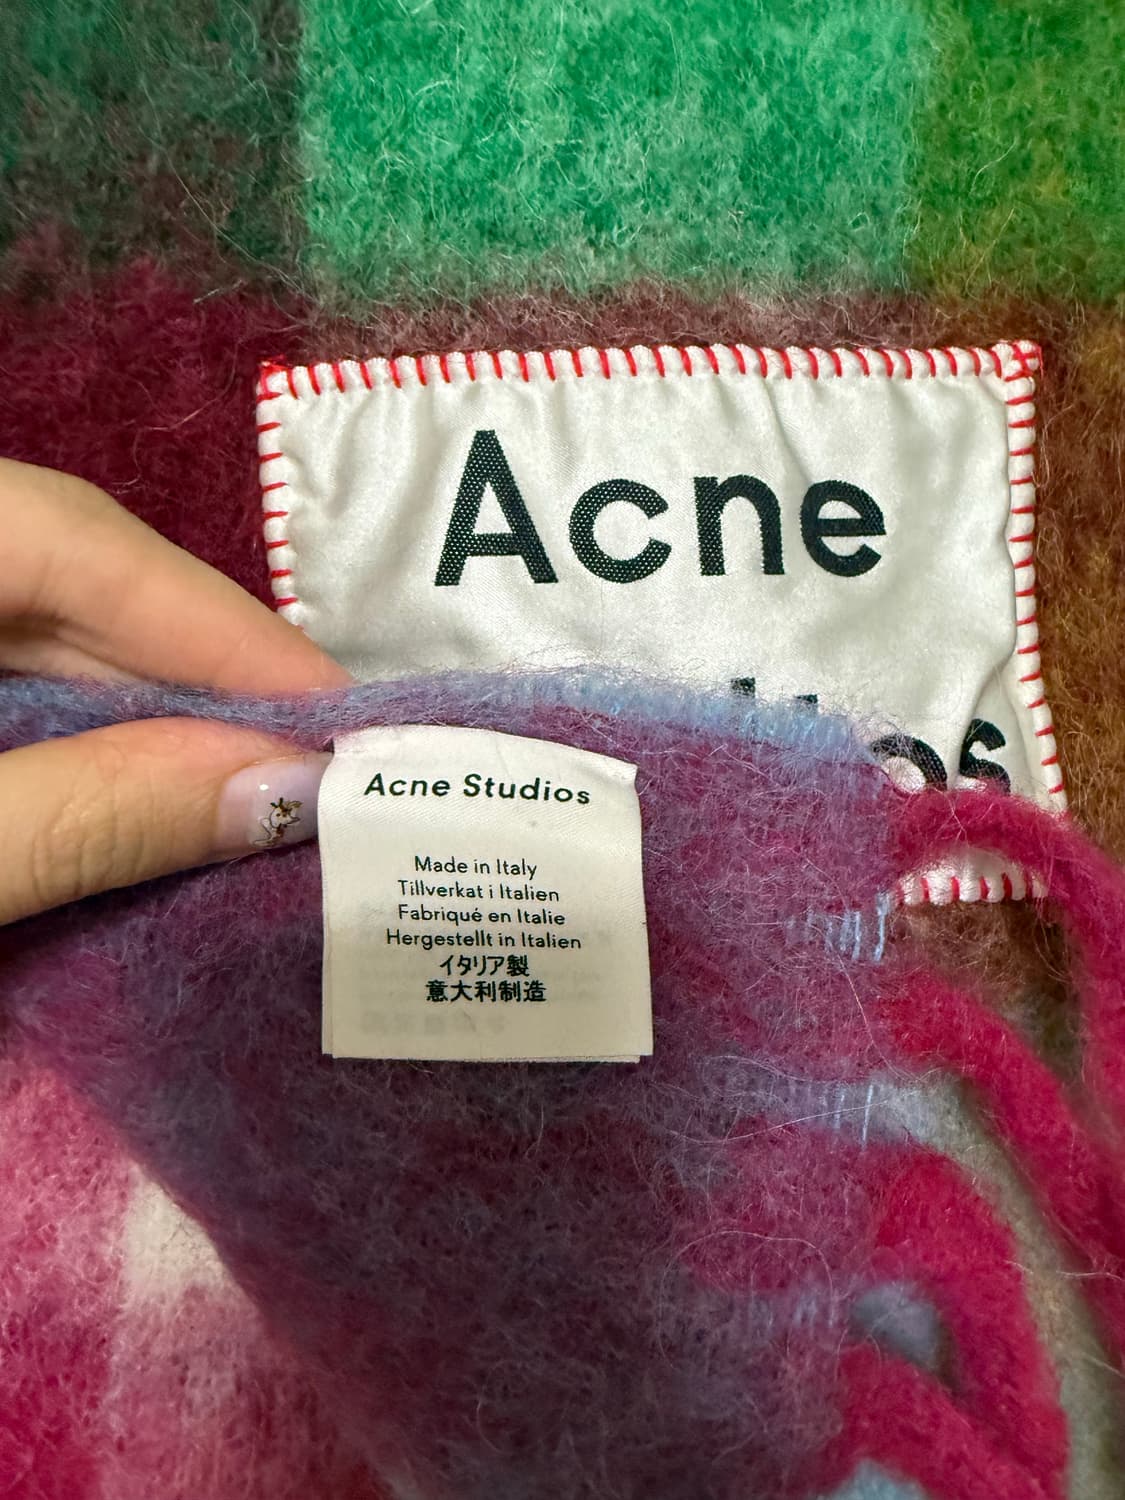 Acne
Acne Studios
Made in Italy
Tillverkat i Italien
Fabriqué en Italie
Hergestellt in Italien
イタリア製
意大利制造